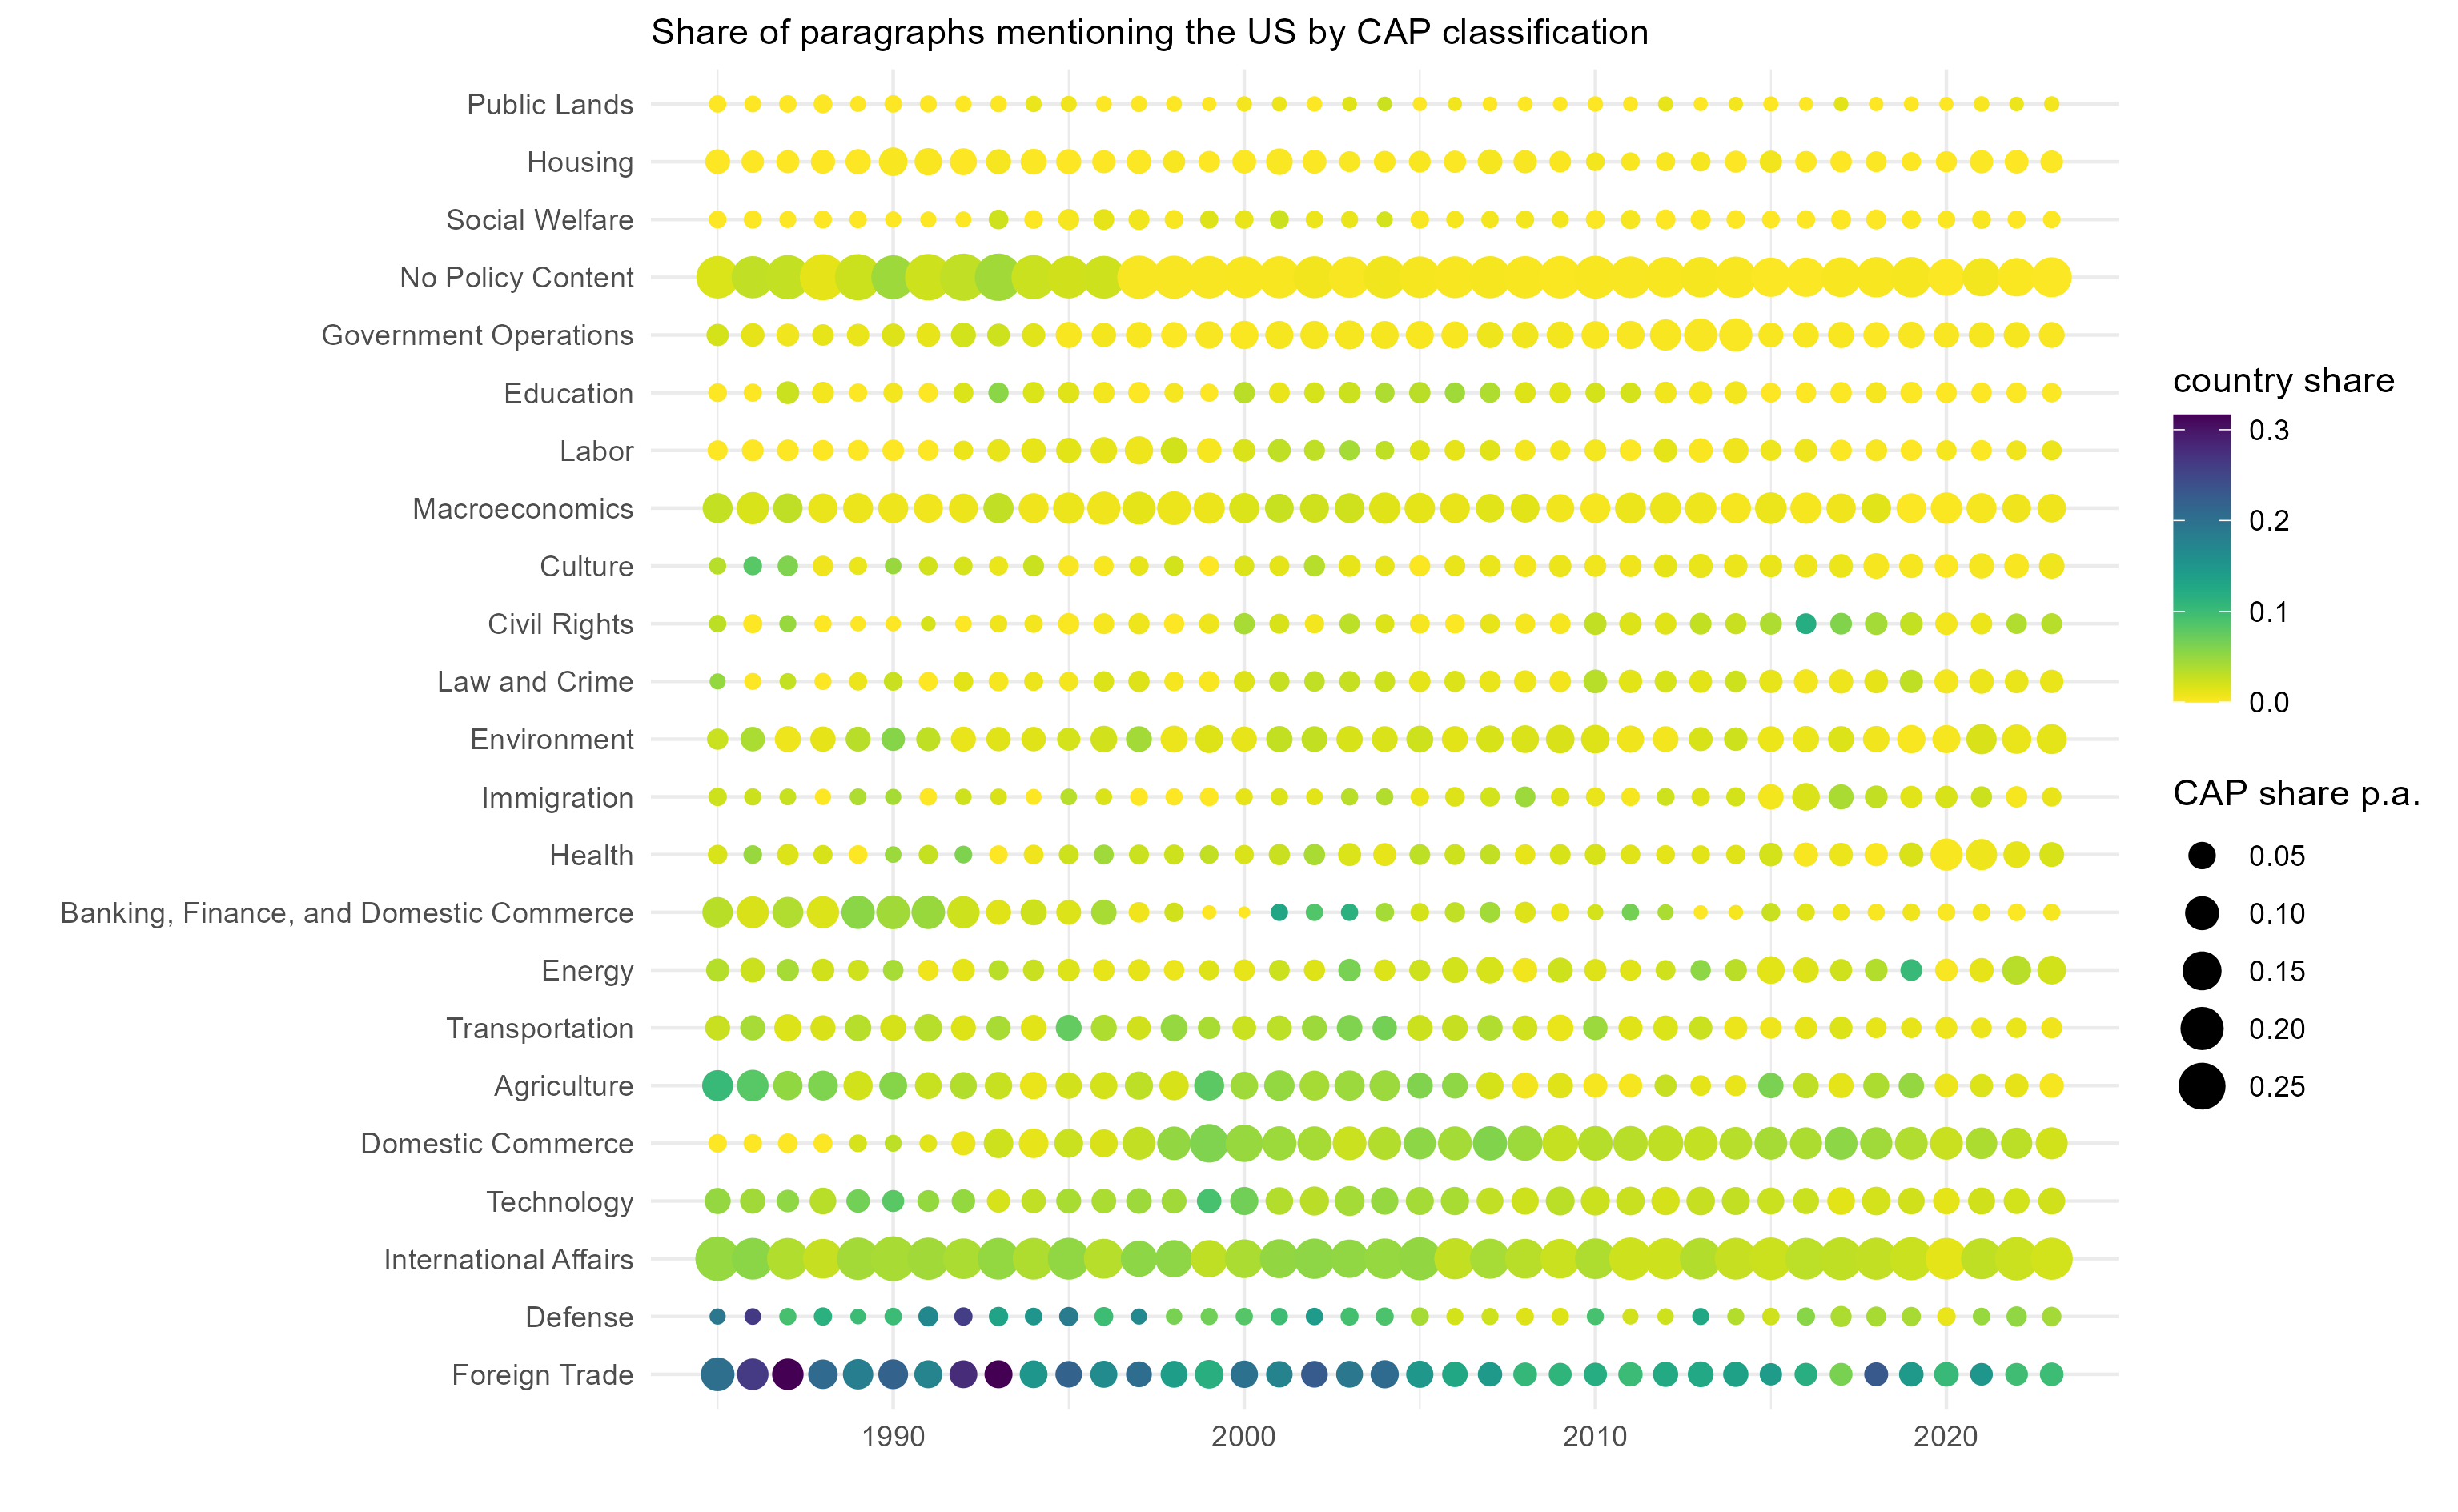 Share of paragraphs mentioning the US by CAP classification
Public Lands
Housing
Social Welfare
No Policy Content
Government Operations
Education
Labor
Macroeconomics
Culture
Civil Rights
Law and Crime
Environment
Immigration
Health
Banking, Finance, and Domestic Commerce
Energy
Transportation
Agriculture
Domestic Commerce
Technology
International Affairs
Defense
Foreign Trade
1990
2000
2010
2020
country share
0.3
0.2
0.1
0.0
CAP share p.a.
0.05
0.10
0.15
0.20
0.25